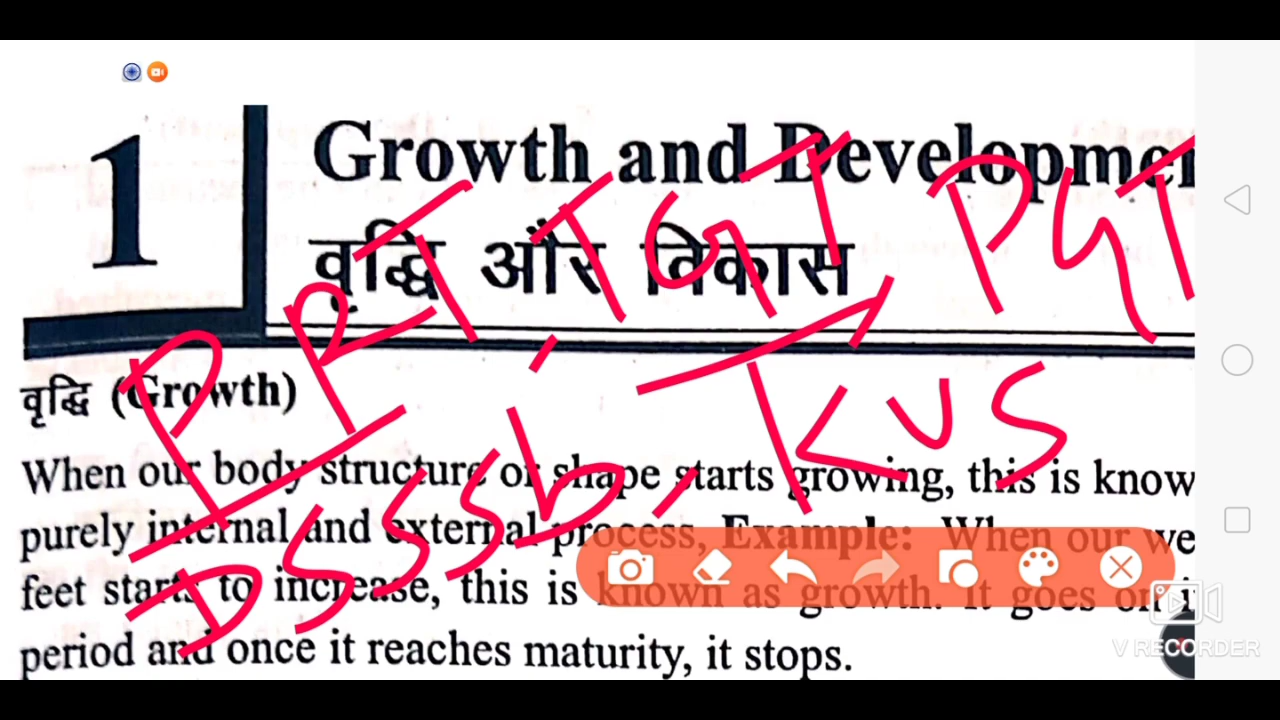 1
Growth and Developmen
वृद्धि और विकास
PRT, TGT, PGT
वृद्धि (Growth)
DSSSb, KVS
When our body structure or shape starts growing, this is know
purely internal and external process, Example: When our we
feet starts to increase, this is known as growth. It goes on i
period and once it reaches maturity, it stops.
V RECORDER